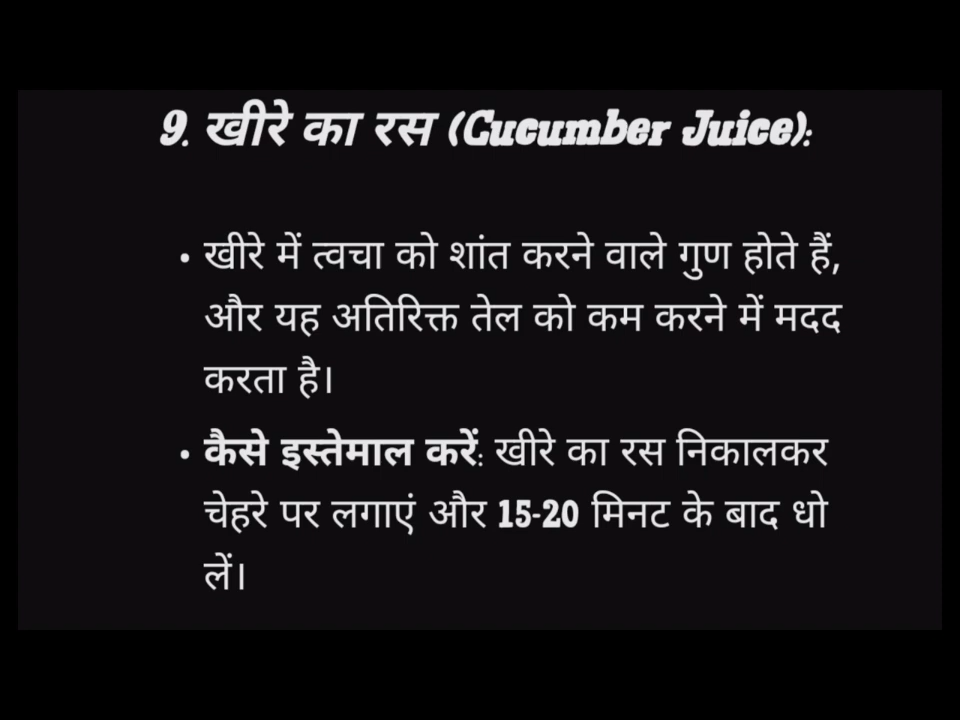 9. खीरे का रस (Cucumber Juice):
• खीरे में त्वचा को शांत करने वाले गुण होते हैं,
और यह अतिरिक्त तेल को कम करने में मदद
करता है।
• कैसे इस्तेमाल करें: खीरे का रस निकालकर
चेहरे पर लगाएं और 15-20 मिनट के बाद धो
लें।